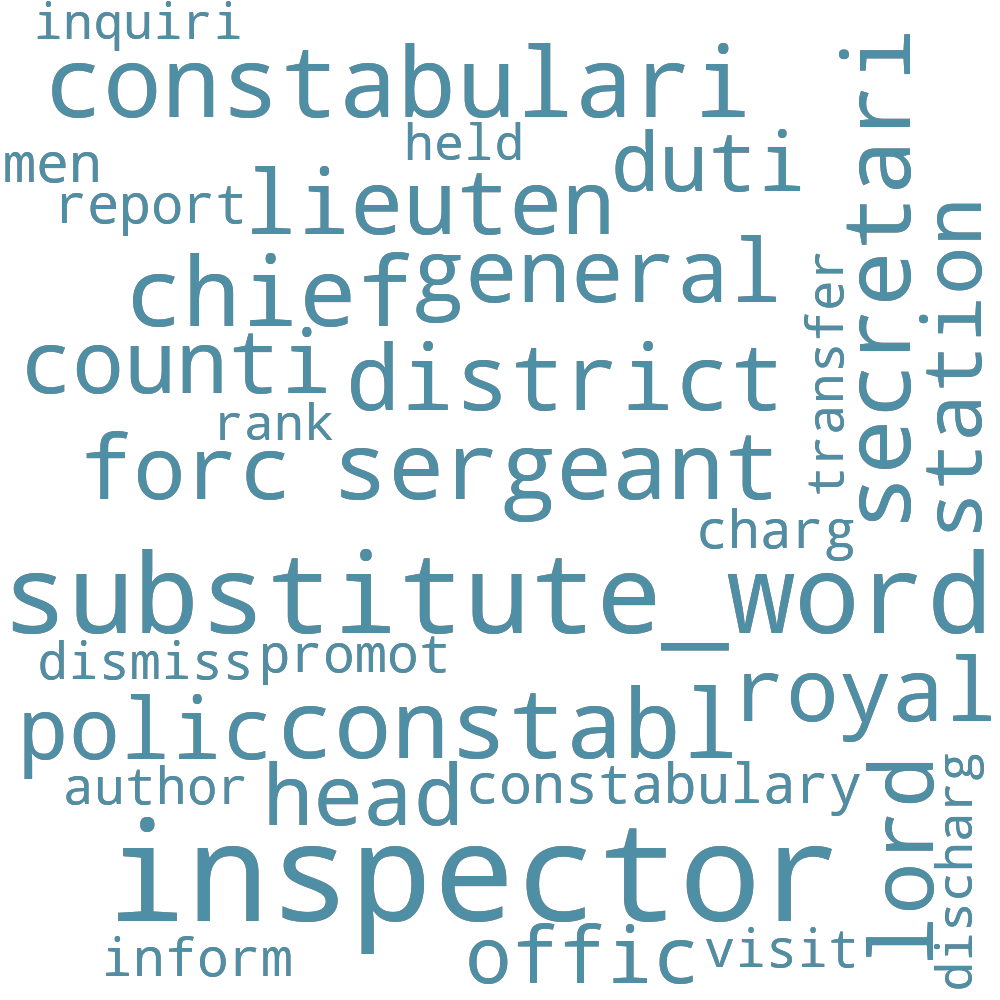 inquiri
constabulari
held
men
duti
report
lieuten
secretari
station
chief
general
transfer
counti
district
rank
forc
sergeant
charg
substitute_word
dismiss
promot
royal
polic
constabl
author
head
constabulary
lord
discharg
inspector
inform
offic
visit